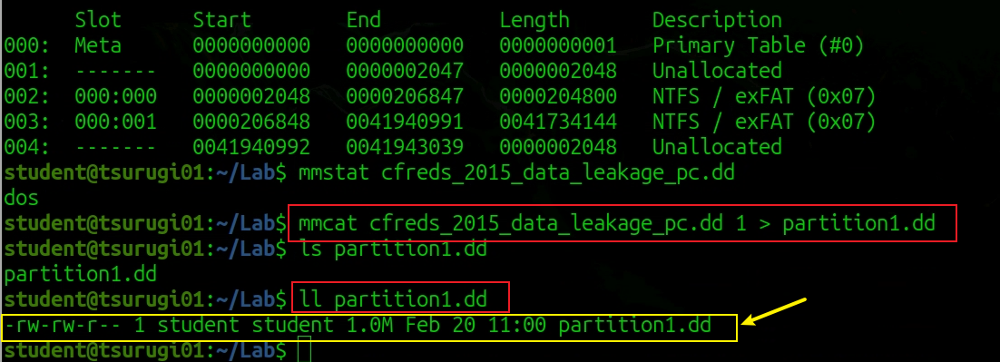 Slot Start End Length Description
000: Meta 0000000000 0000000000 0000000001 Primary Table (#0)
001: ------- 0000000000 0000002047 0000002048 Unallocated
002: 000:000 0000002048 0000206847 0000204800 NTFS / exFAT (0x07)
003: 000:001 0000206848 0041940991 0041734144 NTFS / exFAT (0x07)
004: ------- 0041940992 0041943039 0000002048 Unallocated
student@tsurugi01:~/Lab$ mmstat cfreds_2015_data_leakage_pc.dd
dos
student@tsurugi01:~/Lab$ mmcat cfreds_2015_data_leakage_pc.dd 1 > partition1.dd
student@tsurugi01:~/Lab$ ls partition1.dd
partition1.dd
student@tsurugi01:~/Lab$ ll partition1.dd
-rw-rw-r-- 1 student student 1.0M Feb 20 11:00 partition1.dd
student@tsurugi01:~/Lab$